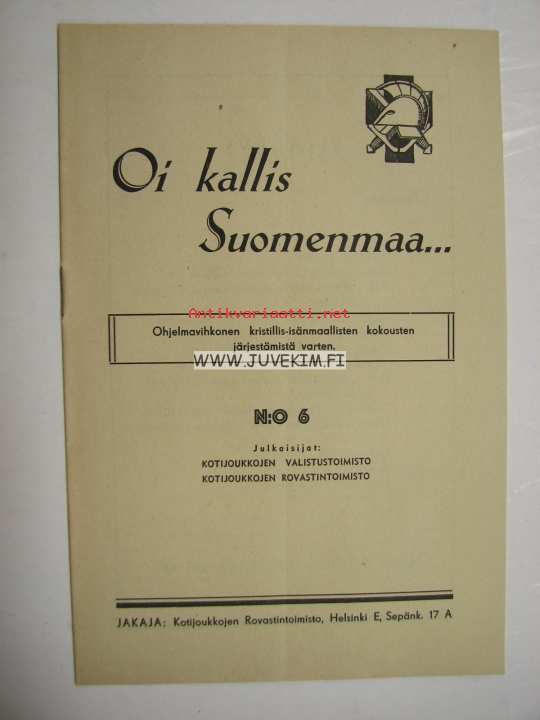 Oi kallis
Suomenmaa...
Antikvariaatti.net
Ohjelmavihkonen kristillis-isänmaallisten kokousten
järjestämistä varten.
WWW.JUVEKIM.FI
N:O 6
Julkaisijat:
KOTIJOUKKOJEN VALISTUSTOIMISTO
KOTIJOUKKOJEN ROVASTINTOIMISTO
JAKAJA: Kotijoukkojen Rovastintoimisto, Helsinki E, Sepänk. 17 A